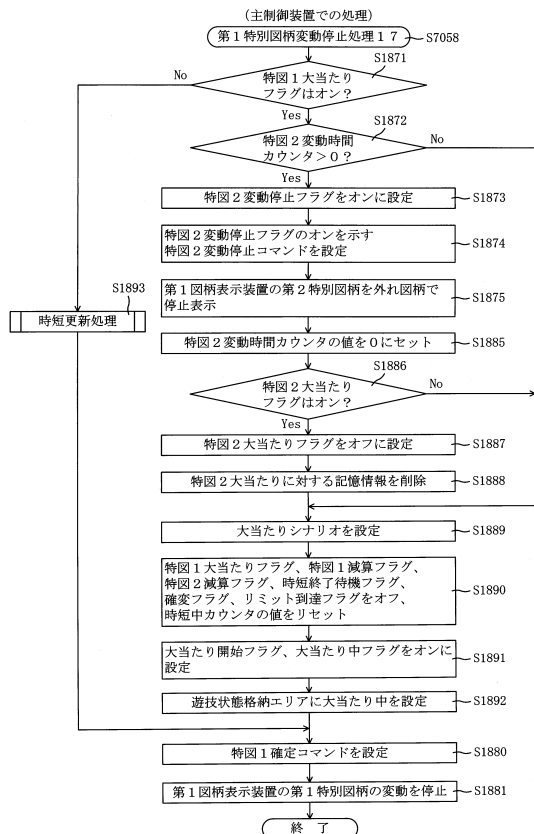 (主制御装置での処理)
第1特別図柄変動停止処理17
S7058
S1871
特図1大当たり
フラグはオン?
No
Yes
S1872
特図2変動時間
カウンタ>0?
No
Yes
特図2変動停止フラグをオンに設定
S1873
特図2変動停止フラグのオンを示す
特図2変動停止コマンドを設定
S1874
第1図柄表示装置の第2特別図柄を外れ図柄で
停止表示
S1875
S1893
時短更新処理
特図2変動時間カウンタの値を0にセット
S1885
S1886
特図2大当たり
フラグはオン?
No
Yes
特図2大当たりフラグをオフに設定
S1887
特図2大当たりに対する記憶情報を削除
S1888
大当たりシナリオを設定
S1889
特図1大当たりフラグ、特図1減算フラグ、
特図2減算フラグ、時短終了待機フラグ、
確変フラグ、リミット到達フラグをオフ、
時短中カウンタの値をリセット
S1890
大当たり開始フラグ、大当たり中フラグをオンに
設定
S1891
遊技状態格納エリアに大当たり中を設定
S1892
特図1確定コマンドを設定
S1880
第1図柄表示装置の第1特別図柄の変動を停止
S1881
終 了